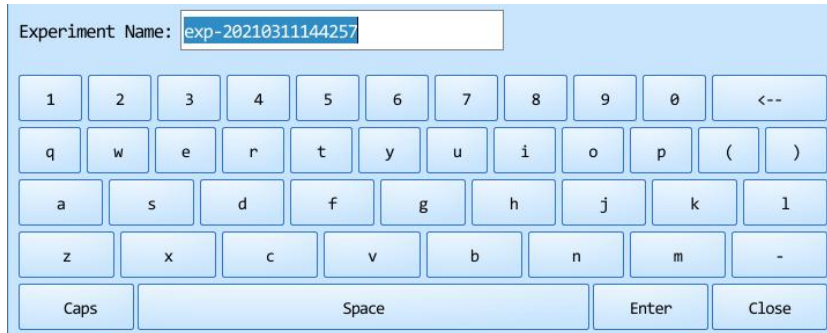 Experiment Name: exp-20210311144257
1 2 3 4 5 6 7 8 9 0 <--
q w e r t y u i o p ( )
a s d f g h j k l
z x c v b n m -
Caps Space Enter Close